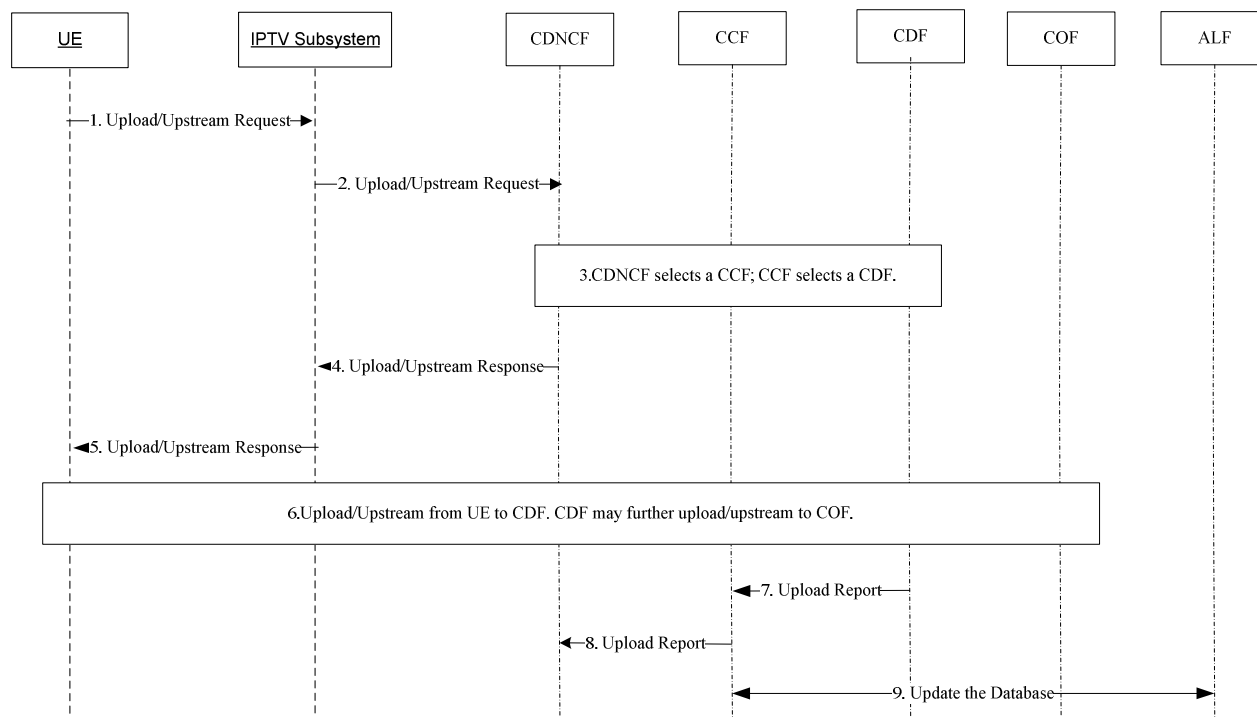 UE
IPTV Subsystem
CDNCF
CCF
CDF
COF
ALF
1. Upload/Upstream Request
2. Upload/Upstream Request
3.CDNCF selects a CCF; CCF selects a CDF.
4. Upload/Upstream Response
5. Upload/Upstream Response
6.Upload/Upstream from UE to CDF. CDF may further upload/upstream to COF.
7. Upload Report
8. Upload Report
9. Update the Database